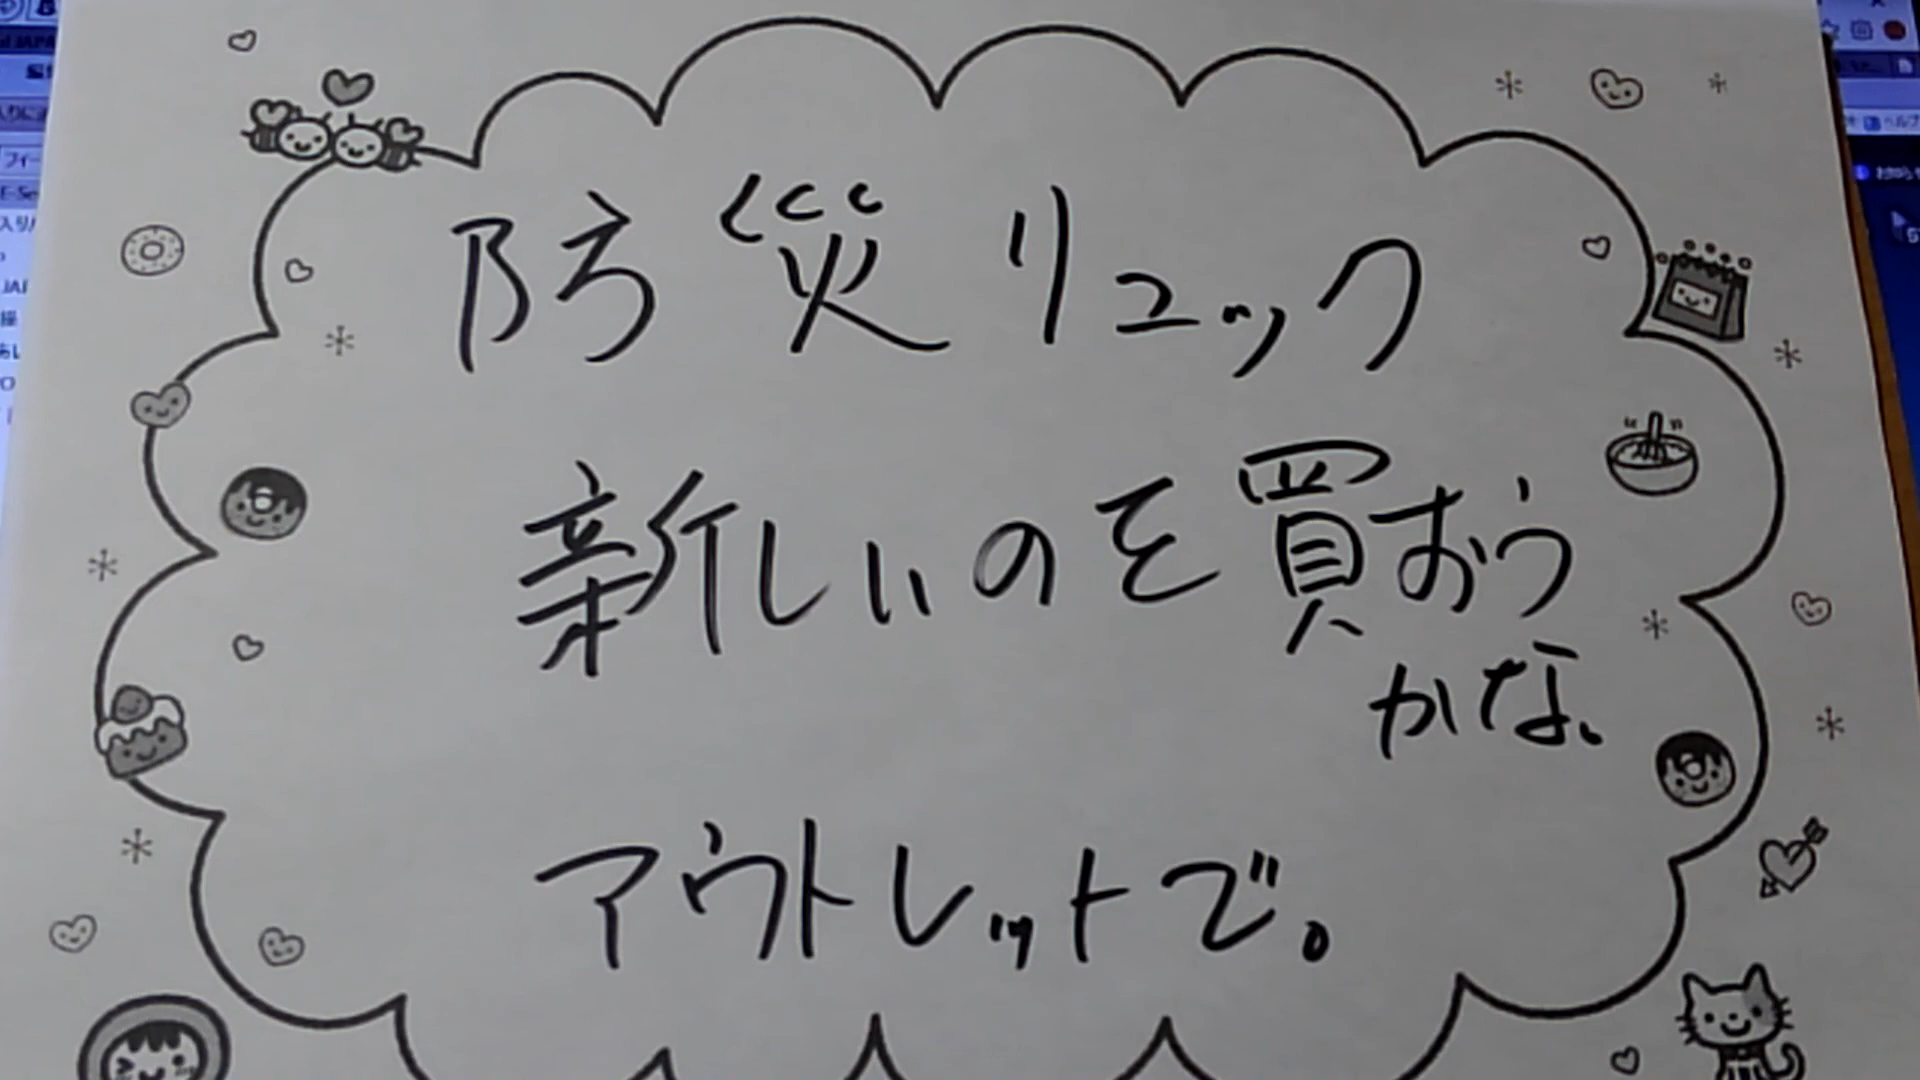 防災リュック
新しいのを買おう
かな。
アウトレットで。